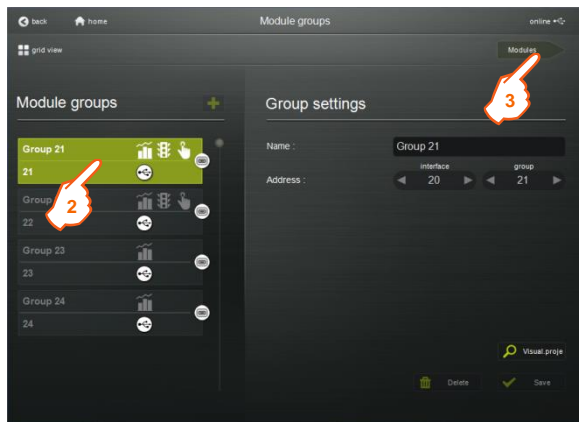 back home Module groups online
grid view Modules
3
Module groups + Group settings
Group 21
21
Name : Group 21
interface group
Address : 20 21
Group
2
22
Group 23
23
Group 24
24
Visual.proje
Delete Save